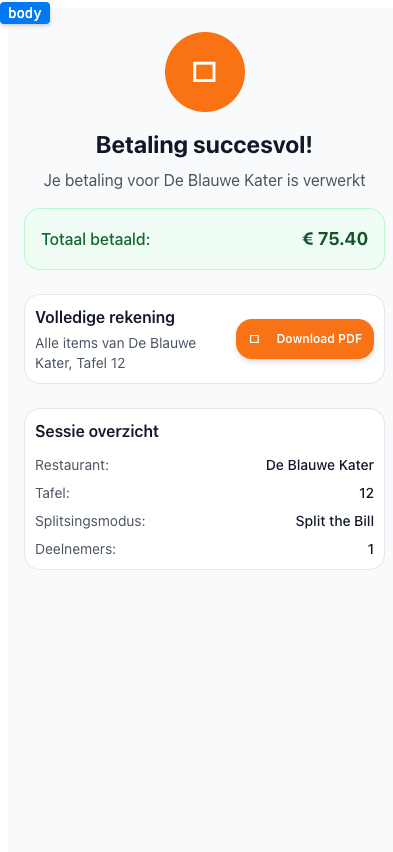 body
Betaling succesvol!
Je betaling voor De Blauwe Kater is verwerkt
Totaal betaald: € 75.40
Volledige rekening
Alle items van De Blauwe
Kater, Tafel 12
Download PDF
Sessie overzicht
Restaurant: De Blauwe Kater
Tafel: 12
Splitsingsmodus: Split the Bill
Deelnemers: 1